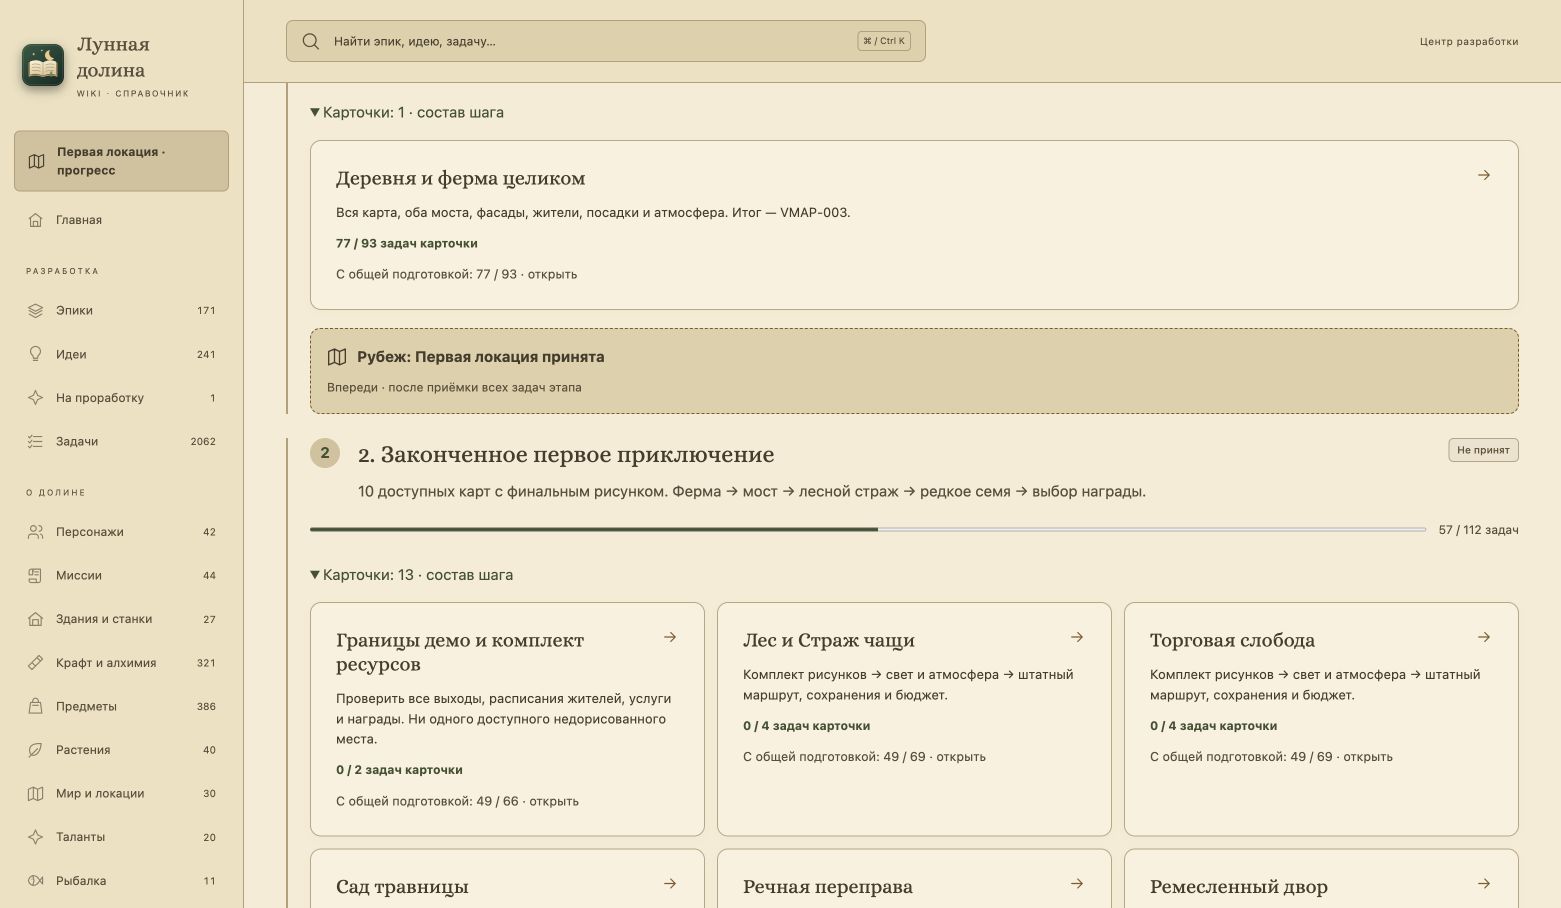 Лунная
долина
WIKI · СПРАВОЧНИК
Первая локация ·
прогресс
Главная
РАЗРАБОТКА
Эпики 171
Идеи 241
На проработку 1
Задачи 2062
О ДОЛИНЕ
Персонажи 42
Миссии 44
Здания и станки 27
Крафт и алхимия 321
Предметы 386
Растения 40
Мир и локации 30
Таланты 20
Рыбалка 11
Найти эпик, идею, задачу... ⌘ / Ctrl K
Центр разработки
▼ Карточки: 1 · состав шага
Деревня и ферма целиком →
Вся карта, оба моста, фасады, жители, посадки и атмосфера. Итог — VMAP-003.
77 / 93 задач карточки
С общей подготовкой: 77 / 93 · открыть
Рубеж: Первая локация принята
Впереди · после приёмки всех задач этапа
2 2. Законченное первое приключение Не принят
10 доступных карт с финальным рисунком. Ферма → мост → лесной страж → редкое семя → выбор награды.
57 / 112 задач
▼ Карточки: 13 · состав шага
Границы демо и комплект →
ресурсов
Проверить все выходы, расписания жителей, услуги
и награды. Ни одного доступного недорисованного
места.
0 / 2 задач карточки
С общей подготовкой: 49 / 66 · открыть
Лес и Страж чащи →
Комплект рисунков → свет и атмосфера → штатный
маршрут, сохранения и бюджет.
0 / 4 задач карточки
С общей подготовкой: 49 / 69 · открыть
Торговая слобода →
Комплект рисунков → свет и атмосфера → штатный
маршрут, сохранения и бюджет.
0 / 4 задач карточки
С общей подготовкой: 49 / 69 · открыть
Сад травницы →
Речная переправа →
Ремесленный двор →